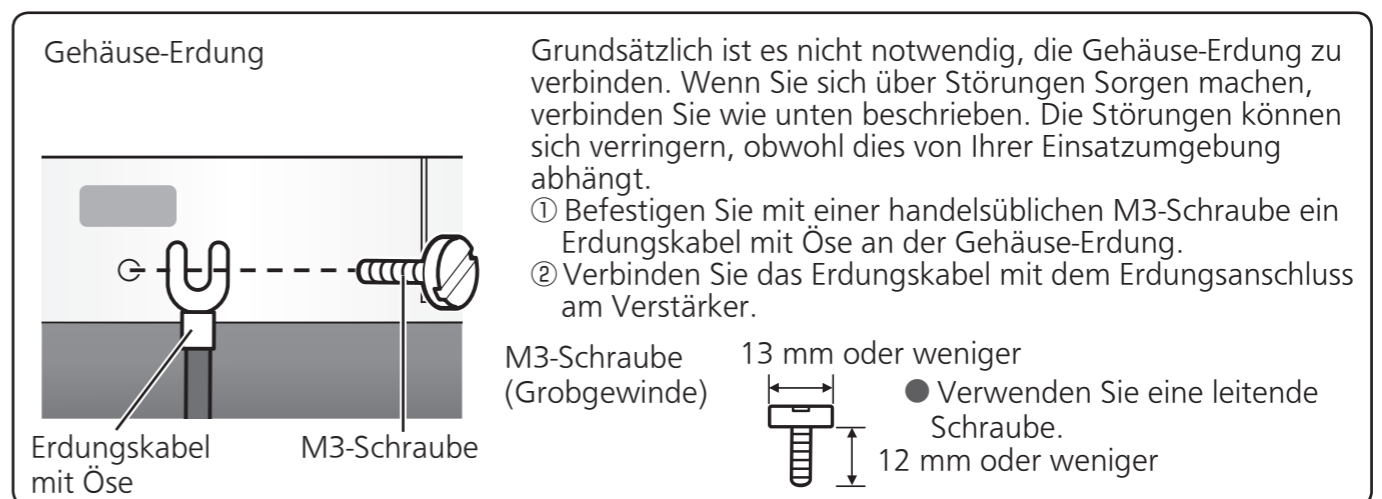 Gehäuse-Erdung
Grundsätzlich ist es nicht notwendig, die Gehäuse-Erdung zu
verbinden. Wenn Sie sich über Störungen Sorgen machen,
verbinden Sie wie unten beschrieben. Die Störungen können
sich verringern, obwohl dies von Ihrer Einsatzumgebung
abhängt.
① Befestigen Sie mit einer handelsüblichen M3-Schraube ein
Erdungskabel mit Öse an der Gehäuse-Erdung.
② Verbinden Sie das Erdungskabel mit dem Erdungsanschluss
am Verstärker.
Erdungskabel
mit Öse
M3-Schraube
M3-Schraube
(Grobgewinde)
13 mm oder weniger
● Verwenden Sie eine leitende
Schraube.
12 mm oder weniger